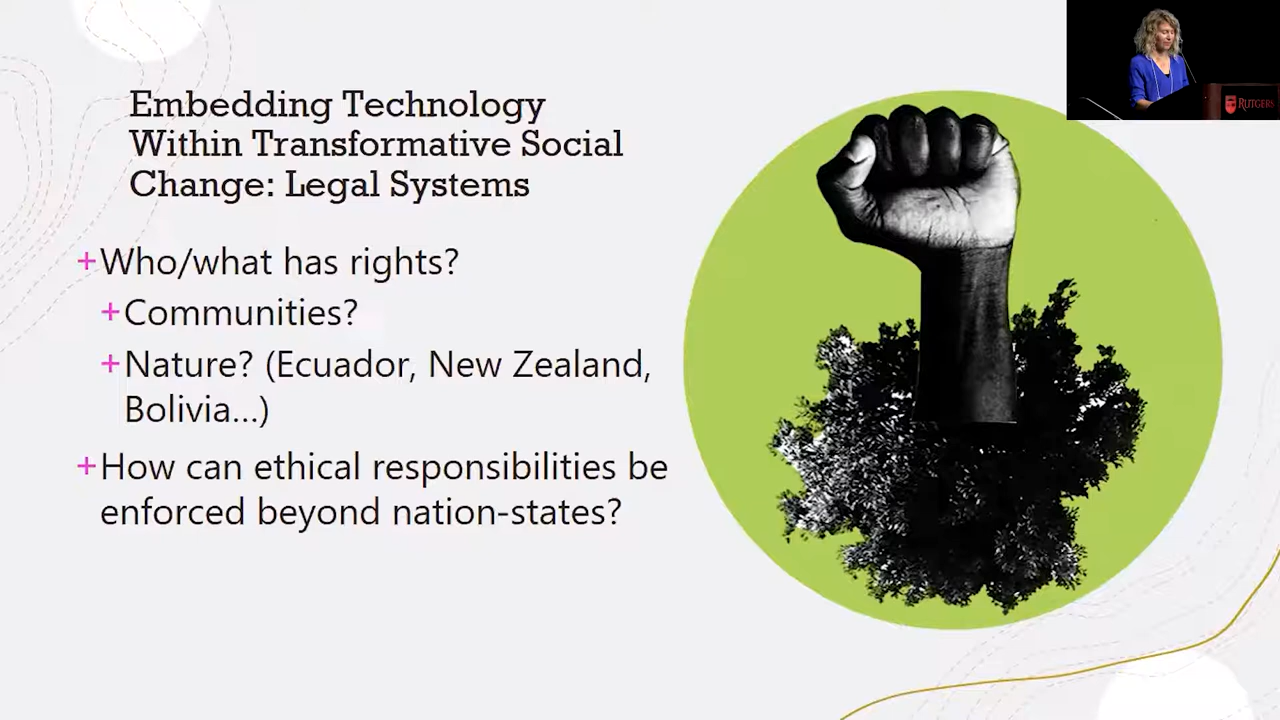 Embedding Technology
Within Transformative Social
Change: Legal Systems
+Who/what has rights?
+Communities?
+Nature? (Ecuador, New Zealand,
Bolivia...)
+How can ethical responsibilities be
enforced beyond nation-states?
RUTGERS